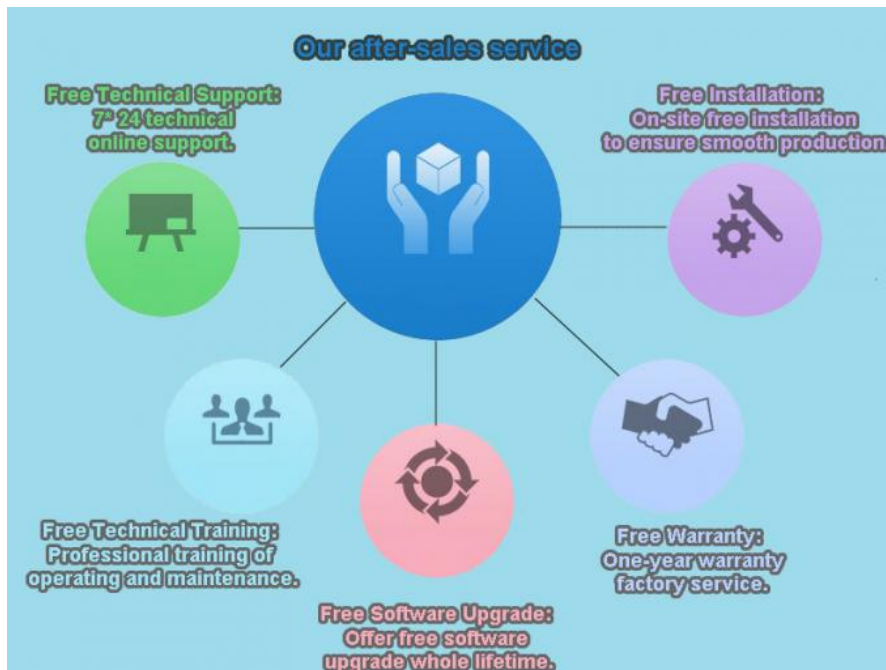 Our after-sales service
Free Technical Support:
7* 24 technical
online support.
Free Installation:
On-site free installation
to ensure smooth production
Free Technical Training:
Professional training of
operating and maintenance.
Free Software Upgrade:
Offer free software
upgrade whole lifetime.
Free Warranty:
One-year warranty
factory service.